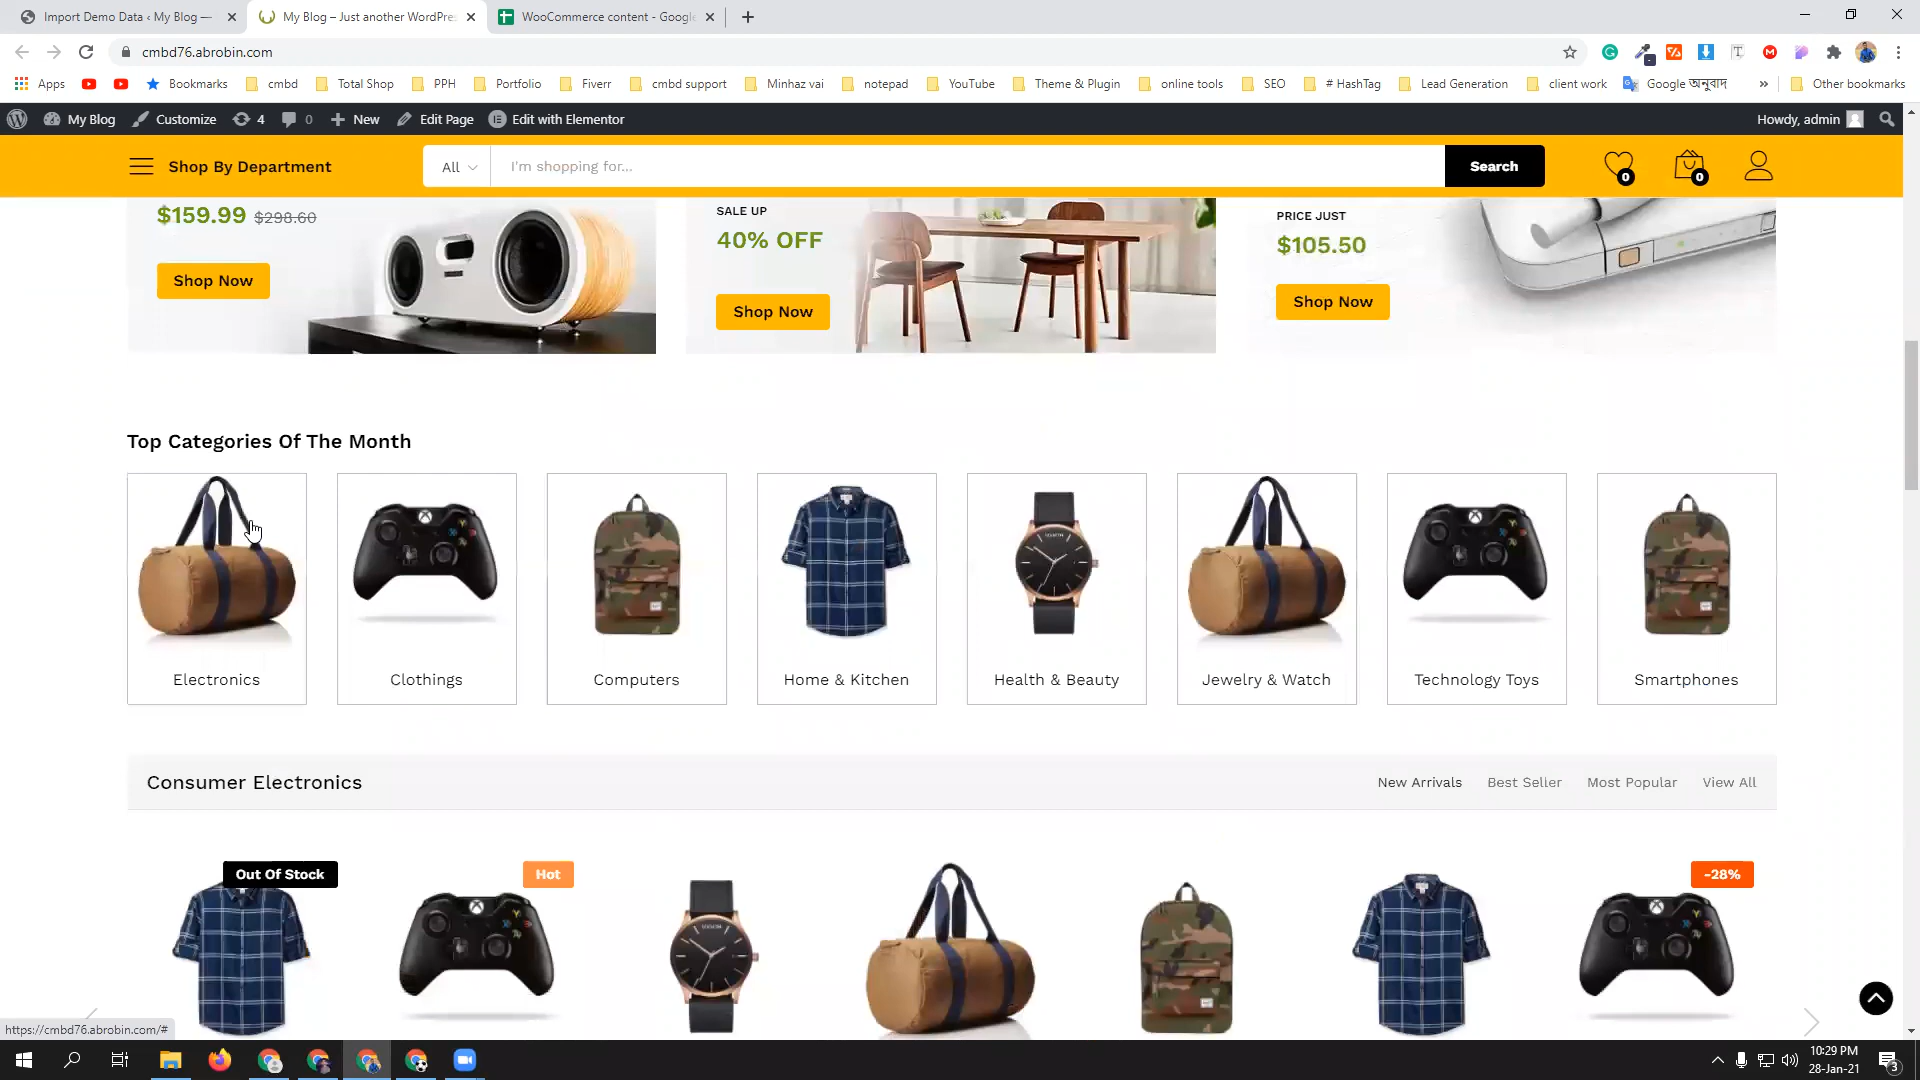 Import Demo Data ‹ My Blog —
My Blog – Just another WordPres
WooCommerce content - Google
cmbd76.abrobin.com
Apps
Bookmarks
cmbd
Total Shop
PPH
Portfolio
Fiverr
cmbd support
Minhaz vai
notepad
YouTube
Theme & Plugin
online tools
SEO
# HashTag
Lead Generation
client work
Google অনুবাদ
»
Other bookmarks
My Blog
Customize
4
0
New
Edit Page
Edit with Elementor
Howdy, admin
Shop By Department
All
I'm shopping for...
Search
0
0
$159.99 $298.60
Shop Now
SALE UP
40% OFF
Shop Now
PRICE JUST
$105.50
Shop Now
Top Categories Of The Month
Electronics
Clothings
Computers
Home & Kitchen
Health & Beauty
Jewelry & Watch
Technology Toys
Smartphones
Consumer Electronics
New Arrivals
Best Seller
Most Popular
View All
Out Of Stock
Hot
-28%
https://cmbd76.abrobin.com/#
10:29 PM
28-Jan-21
3